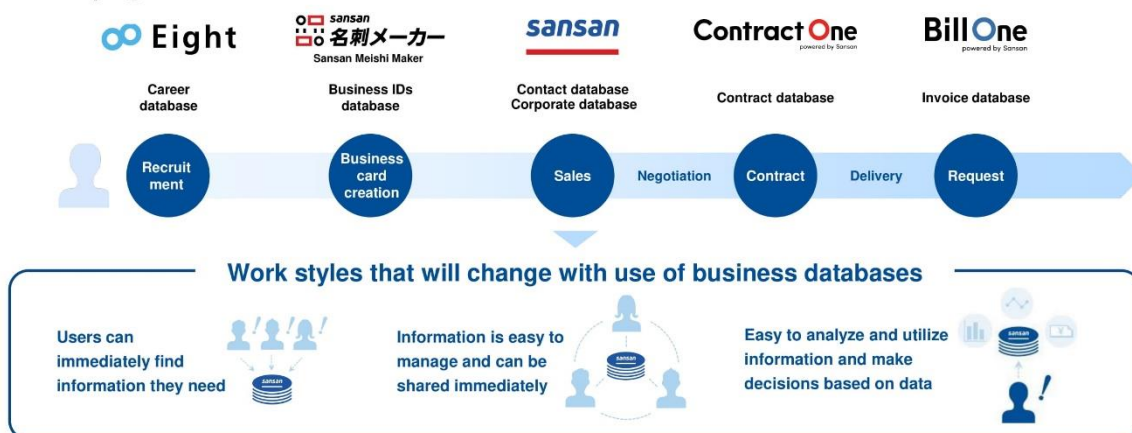 Eight
sansan
名刺メーカー
Sansan Meishi Maker
sansan
Contract One
powered by Sansan
Bill One
powered by Sansan
Career
database
Business IDs
database
Contact database
Corporate database
Contract database
Invoice database
Recruit
ment
Business
card
creation
Sales
Negotiation
Contract
Delivery
Request
Work styles that will change with use of business databases
Users can
immediately find
information they need
! ! !
sansan
Information is easy to
manage and can be
shared immediately
sansan
Easy to analyze and utilize
information and make
decisions based on data
¥
sansan
!